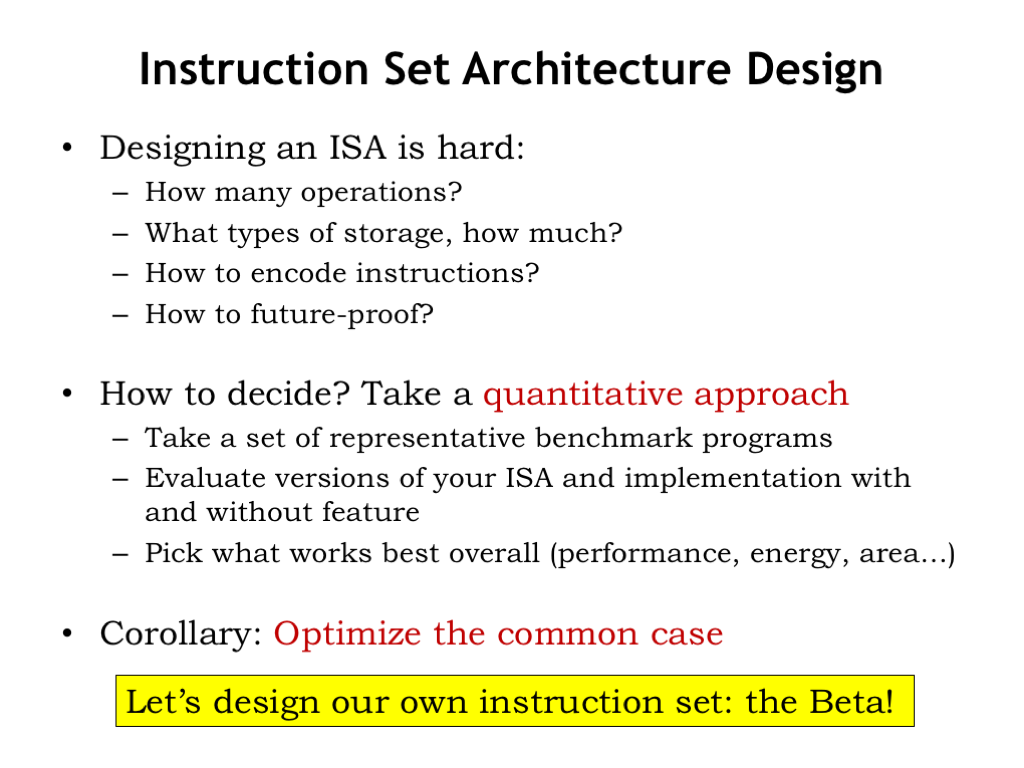 Instruction Set Architecture Design
• Designing an ISA is hard:
– How many operations?
– What types of storage, how much?
– How to encode instructions?
– How to future-proof?
• How to decide? Take a quantitative approach
– Take a set of representative benchmark programs
– Evaluate versions of your ISA and implementation with
and without feature
– Pick what works best overall (performance, energy, area…)
• Corollary: Optimize the common case
Let’s design our own instruction set: the Beta!